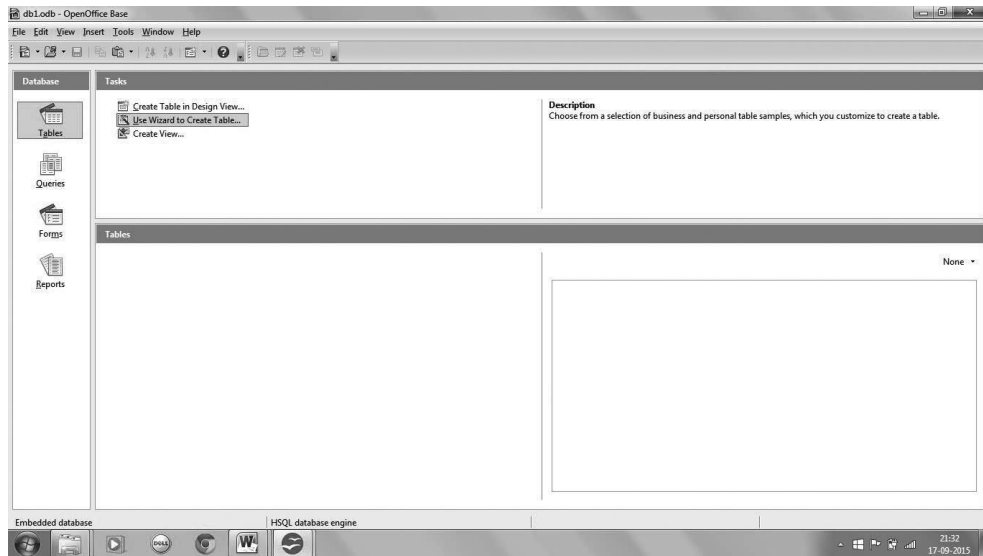 db1.odb - OpenOffice Base
File Edit View Insert Tools Window Help
Database
Tables
Queries
Forms
Reports
Tasks
Create Table in Design View...
Use Wizard to Create Table...
Create View...
Description
Choose from a selection of business and personal table samples, which you customize to create a table.
Tables
None
Embedded database
HSQL database engine
DELL
W
21:32
17-09-2015